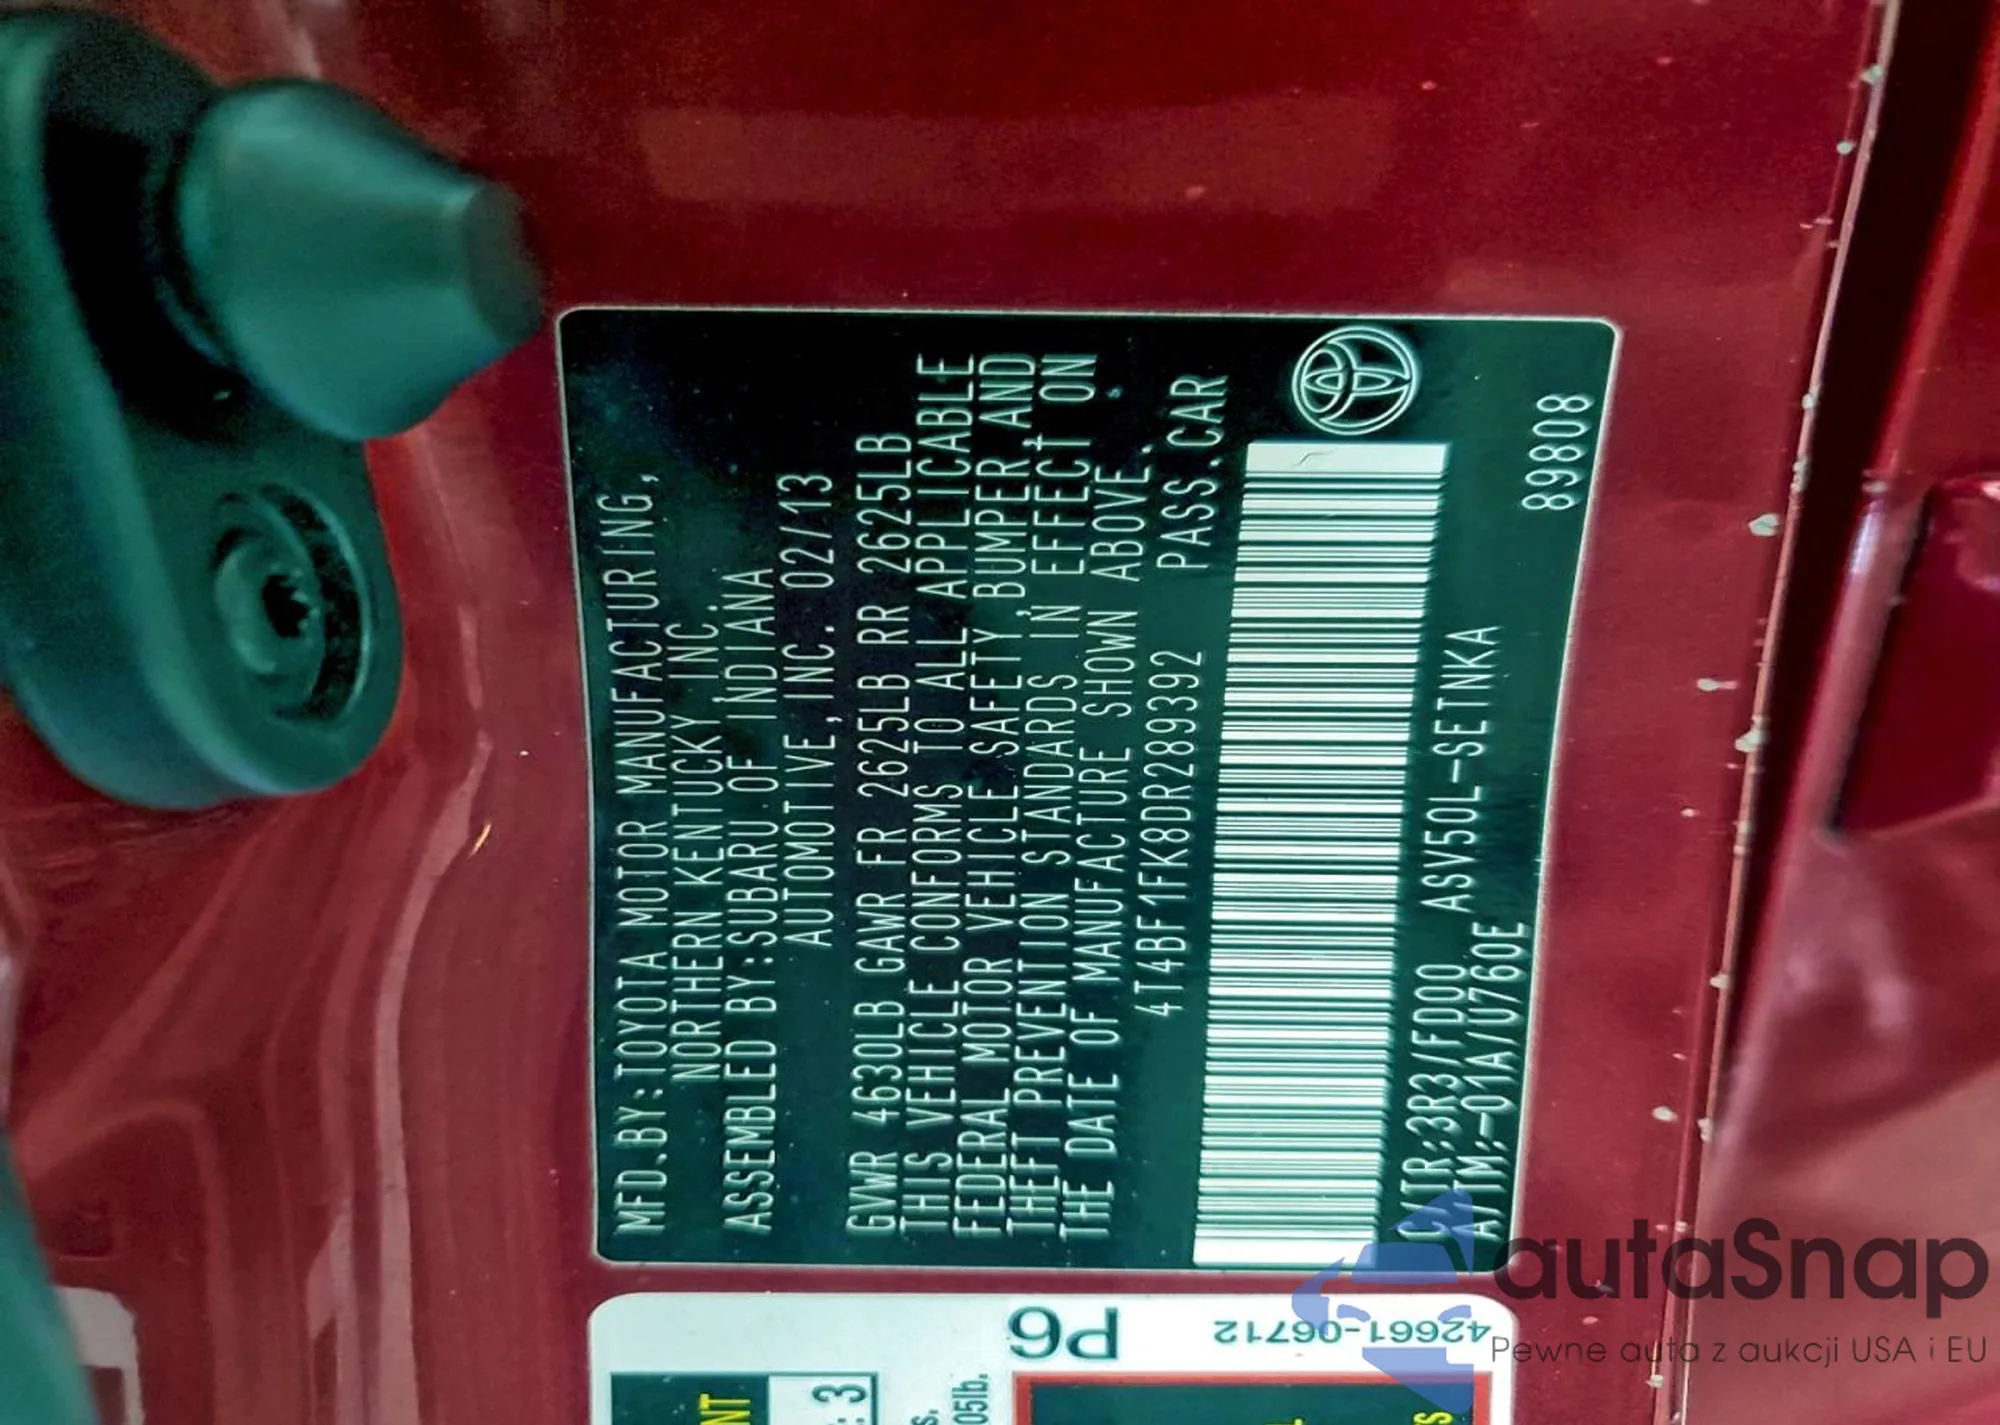 MFD.BY:TOYOTA MOTOR MANUFACTURING,
NORTHERN KENTUCKY INC.
ASSEMBLED BY:SUBARU OF INDIANA
AUTOMOTIVE,INC. 02/13
GVWR 4630LB GAWR FR 2625LB RR 2625LB
THIS VEHICLE CONFORMS TO ALL APPLICABLE
FEDERAL MOTOR VEHICLE SAFETY,BUMPER,AND
THEFT PREVENTION STANDARDS IN EFFECT ON
THE DATE OF MANUFACTURE SHOWN ABOVE.
4T4BF1FK8DR289392 PASS.CAR
C/TR:3R3/FD00 ASV50L-SETNKA
A/TM:-01A/U760E 89808
P6
42661-06712
: 3
05lb.
autaSnap
Pewne auta z aukcji USA i EU